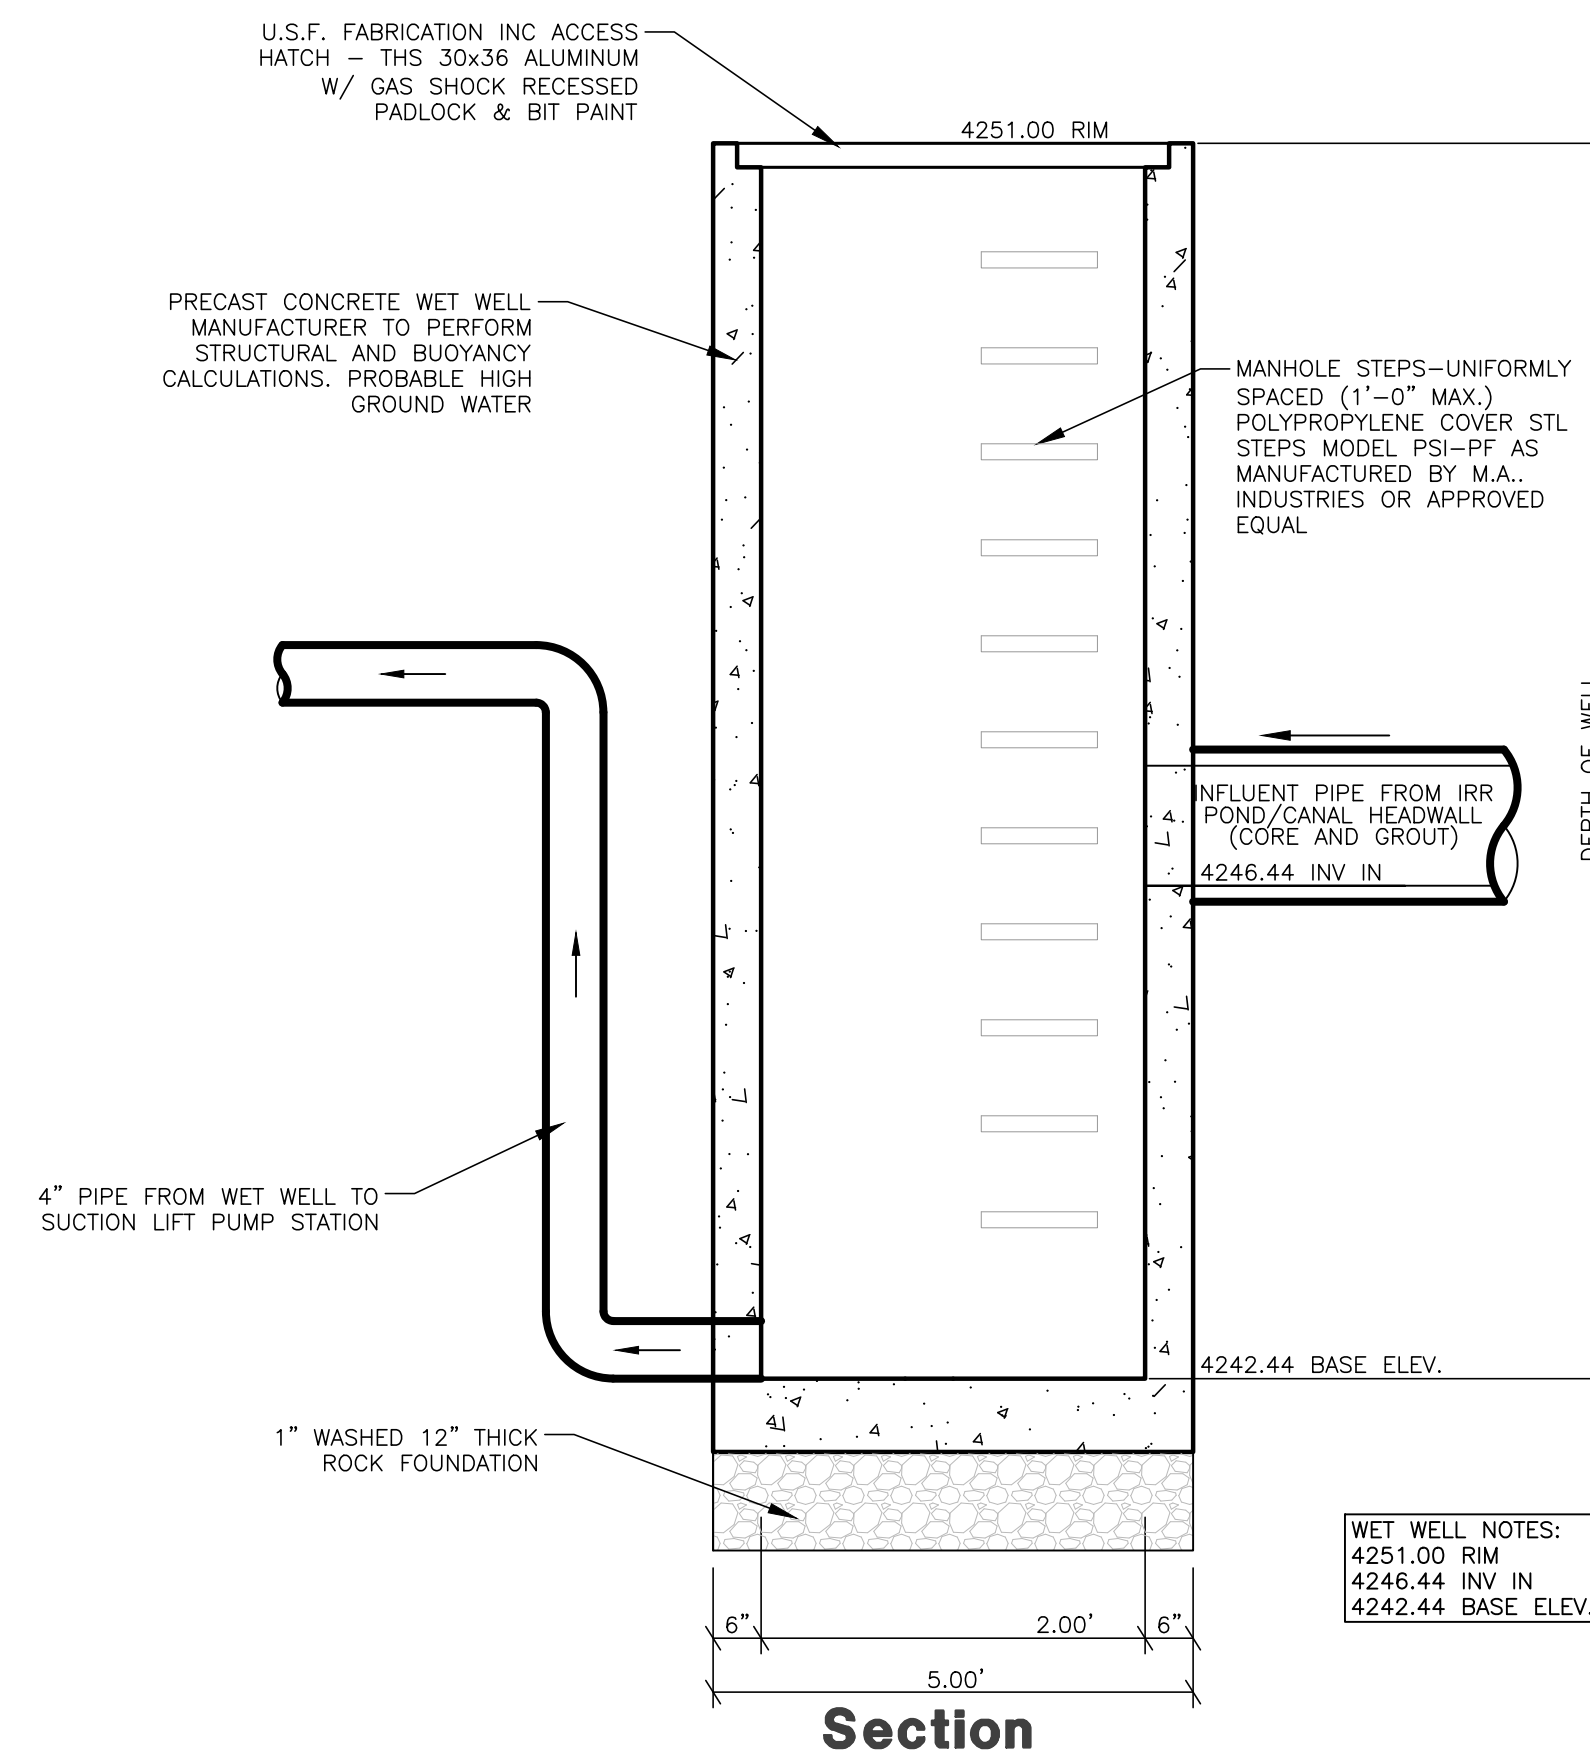 U.S.F. FABRICATION INC ACCESS
HATCH – THS 30x36 ALUMINUM
W/ GAS SHOCK RECESSED
PADLOCK & BIT PAINT
4251.00 RIM
PRECAST CONCRETE WET WELL
MANUFACTURER TO PERFORM
STRUCTURAL AND BUOYANCY
CALCULATIONS. PROBABLE HIGH
GROUND WATER
MANHOLE STEPS–UNIFORMLY
SPACED (1'–0" MAX.)
POLYPROPYLENE COVER STL
STEPS MODEL PSI–PF AS
MANUFACTURED BY M.A..
INDUSTRIES OR APPROVED
EQUAL
DEPTH OF WELL
INFLUENT PIPE FROM IRR
POND/CANAL HEADWALL
(CORE AND GROUT)
4246.44 INV IN
4" PIPE FROM WET WELL TO
SUCTION LIFT PUMP STATION
4242.44 BASE ELEV.
1" WASHED 12" THICK
ROCK FOUNDATION
WET WELL NOTES:
4251.00 RIM
4246.44 INV IN
4242.44 BASE ELEV.
6" 2.00' 6"
5.00'
Section